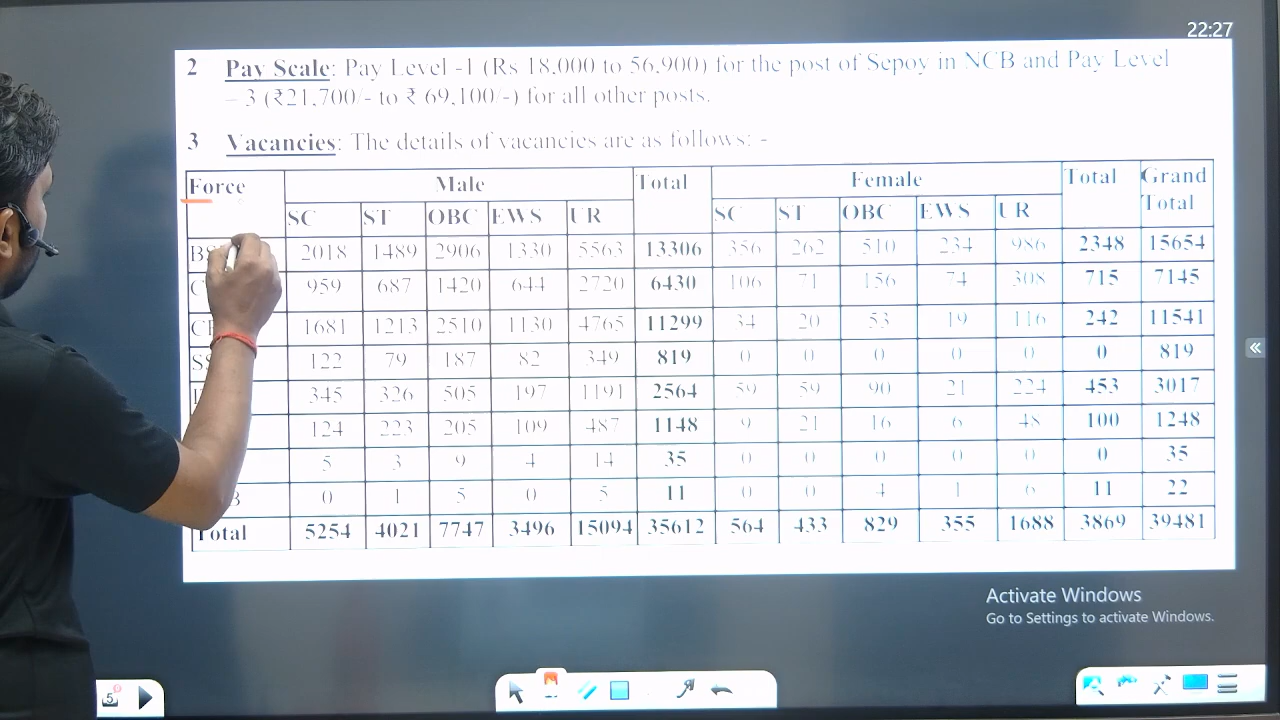 22:27
2 Pay Scale: Pay Level -1 (Rs 18,000 to 56,900) for the post of Sepoy in NCB and Pay Level
– 3 (₹21,700/- to ₹ 69,100/-) for all other posts.
3 Vacancies: The details of vacancies are as follows: -
Force Male Total Female Total Grand Total
SC ST OBC EWS UR SC ST OBC EWS UR
2018 1489 2906 1330 5563 13306 356 262 510 234 986 2348 15654
959 687 1420 644 2720 6430 106 71 156 74 308 715 7145
1681 1213 2510 1130 4765 11299 34 20 53 19 116 242 11541
122 79 187 82 349 819 0 0 0 0 0 0 819
345 326 505 197 1191 2564 59 59 90 21 224 453 3017
124 223 205 109 487 1148 9 21 16 6 48 100 1248
5 3 9 4 14 35 0 0 0 0 0 0 35
0 1 5 0 5 11 0 0 4 1 6 11 22
Total 5254 4021 7747 3496 15094 35612 564 433 829 355 1688 3869 39481
Activate Windows
Go to Settings to activate Windows.
5